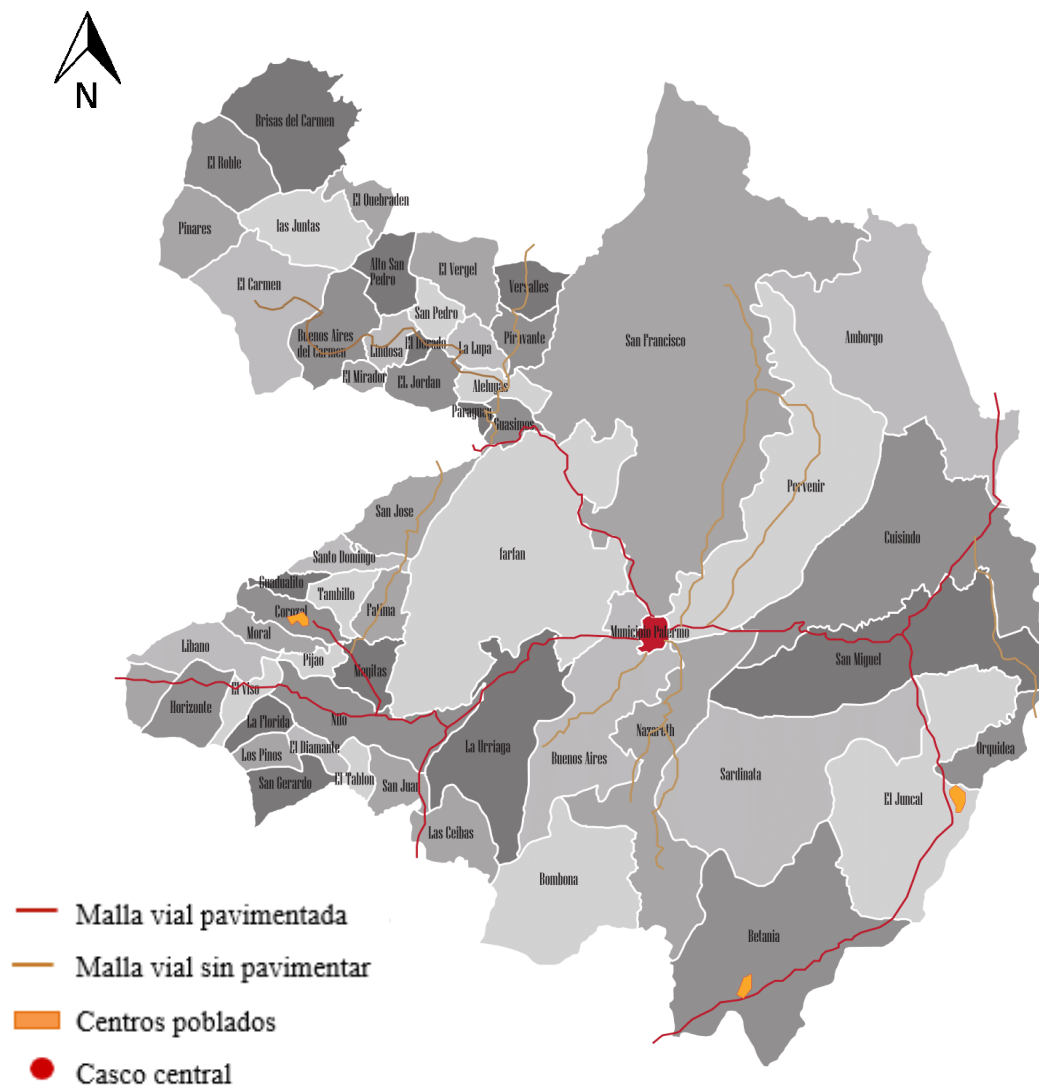 N
Brisas del Carmen
El Roble
El Quebraden
Pinares
las Juntas
El Carmen
Alto San
Pedro
El Vergel
Versalles
San Pedro
Buenos Aires
del Carmen
Lindosa
El Dorado
La Lupa
Piravante
San Francisco
Amborgo
El Mirador
EL Jordan
Aleluyas
Paraguay
Guasimos
Pervenir
San Jose
Cuisindo
farfan
Santo Domingo
Guadualito
Tambillo
Corozal
Fatima
Moral
Municipio Palermo
Libano
Pijao
Nogitas
San Miguel
El Viso
Horizonte
La Florida
Nilo
Nazareth
La Urriaga
Los Pinos
El Diamante
Buenos Aires
Sardinata
Orquidea
San Gerardo
El Tablon
San Juan
El Juncal
Las Ceibas
Bombona
Betania
Malla vial pavimentada
Malla vial sin pavimentar
Centros poblados
Casco central